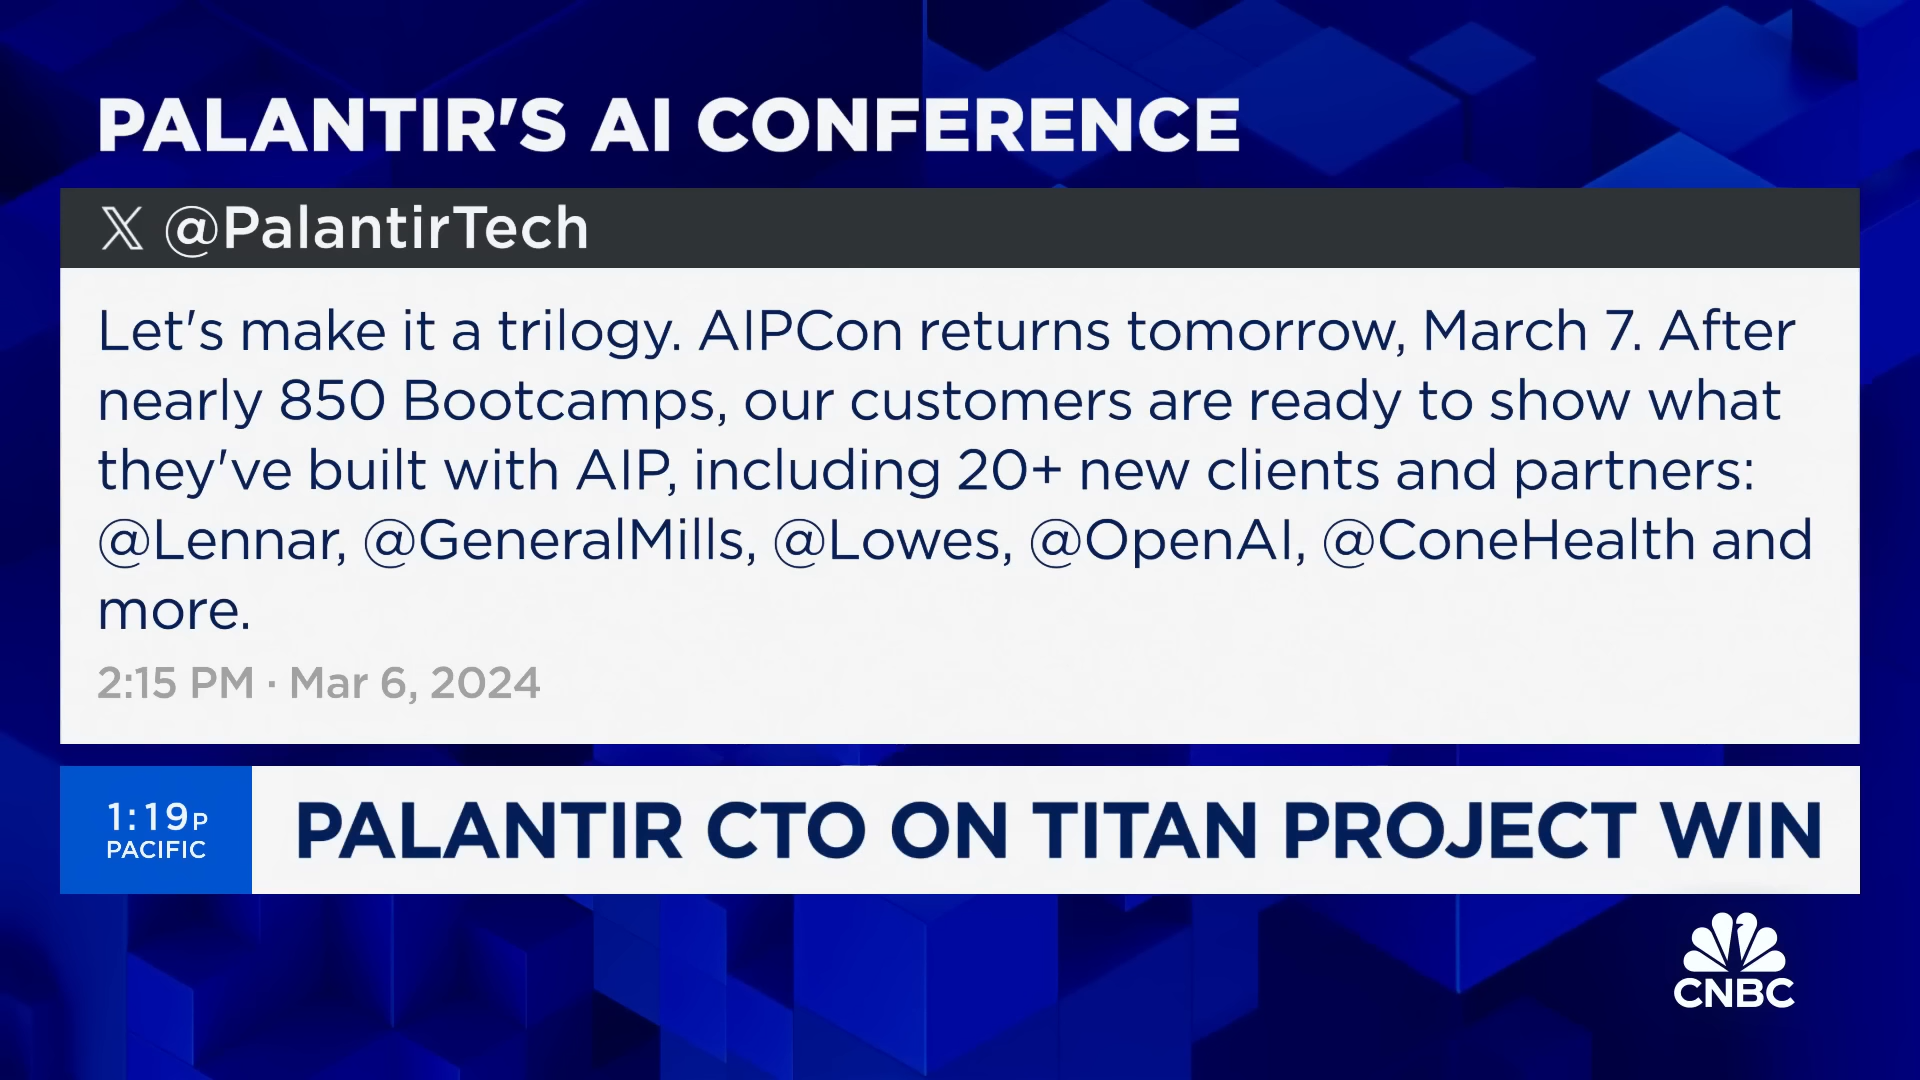 PALANTIR'S AI CONFERENCE
X @PalantirTech
Let's make it a trilogy. AIPCon returns tomorrow, March 7. After
nearly 850 Bootcamps, our customers are ready to show what
they've built with AIP, including 20+ new clients and partners:
@Lennar, @GeneralMills, @Lowes, @OpenAI, @ConeHealth and
more.
2:15 PM · Mar 6, 2024
1:19P
PACIFIC
PALANTIR CTO ON TITAN PROJECT WIN
CNBC